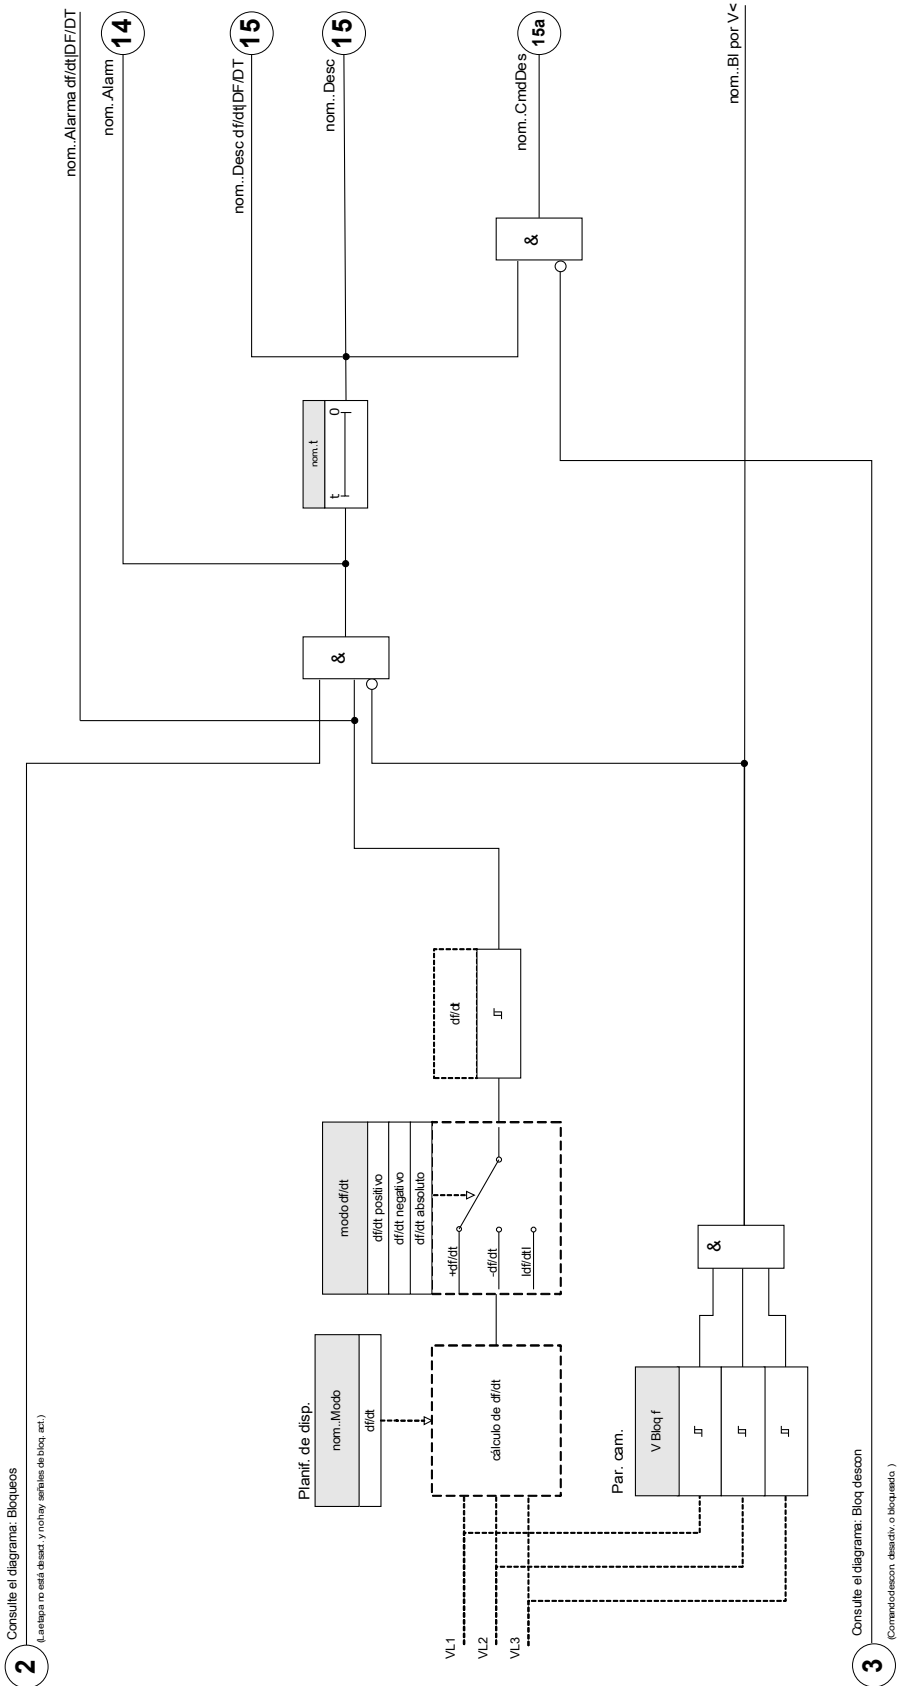 2
Consulte el diagrama: Bloqueos
(La etapa no está desact. y no hay señales de bloq. act.)
nom..Alarma df/dt|DF/DT
14
nom..Alarm
15
nom..Desc df/dt|DF/DT
15
nom..Desc
15a
nom..CmdDes
nom..Bl por V<
&
nom.t
t
0
&
df/dt
modo df/dt
df/dt positivo
df/dt negativo
df/dt absoluto
+df/dt
-df/dt
|df/dt|
Planif. de disp.
nom..Modo
df/dt
cálculo de df/dt
Par. cam.
V Bloq f
&
VL1
VL2
VL3
3
Consulte el diagrama: Bloq descon
(Comando descon. desactiv. o bloqueado. )